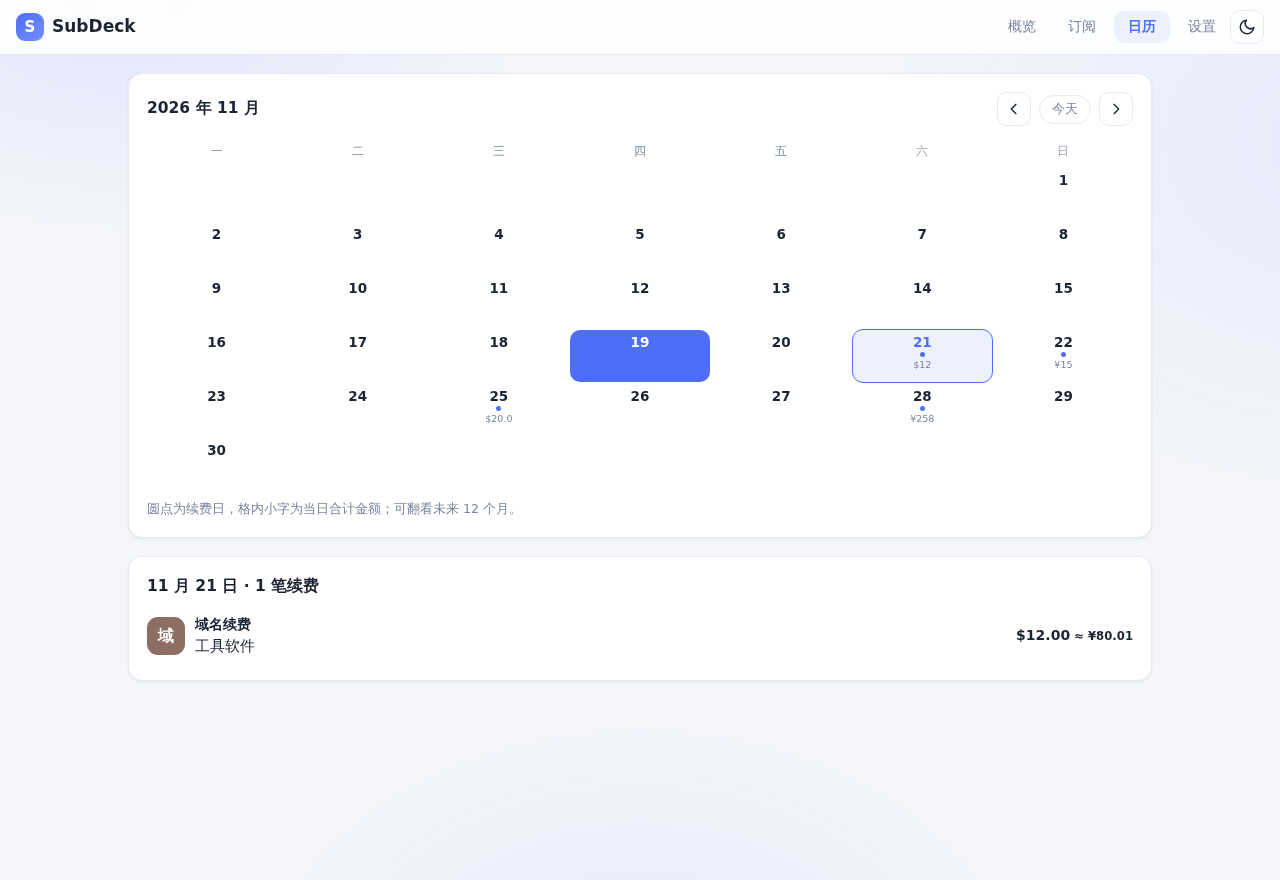 S SubDeck 概览 订阅 日历 设置
2026 年 11 月 今天
一 二 三 四 五 六 日
1
2 3 4 5 6 7 8
9 10 11 12 13 14 15
16 17 18 19 20 21 22
$12 ¥15
23 24 25 26 27 28 29
$20.0 ¥258
30
圆点为续费日，格内小字为当日合计金额；可翻看未来 12 个月。
11 月 21 日 · 1 笔续费
域 域名续费
工具软件
$12.00 ≈ ¥80.01